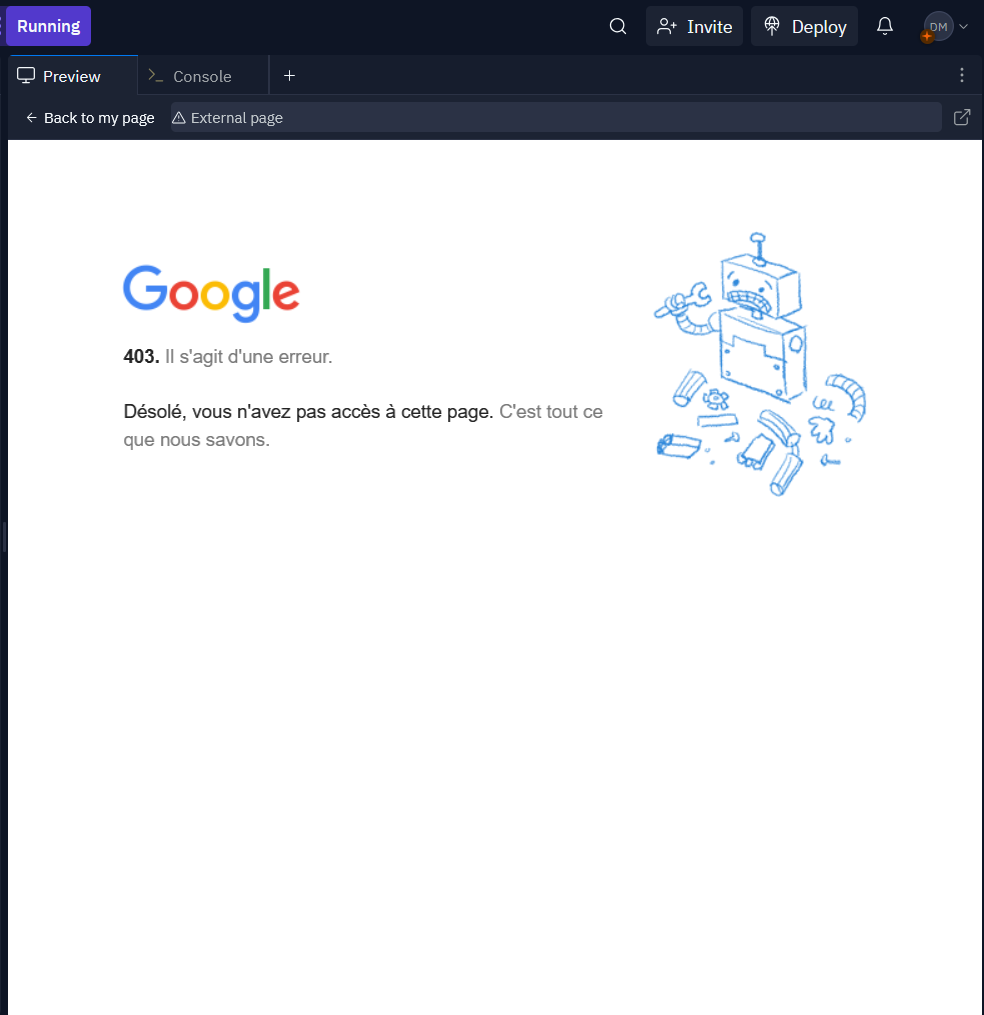 Running
Invite
Deploy
DM
Preview
Console
Back to my page
External page
Google
403. Il s'agit d'une erreur.
Désolé, vous n'avez pas accès à cette page. C'est tout ce
que nous savons.